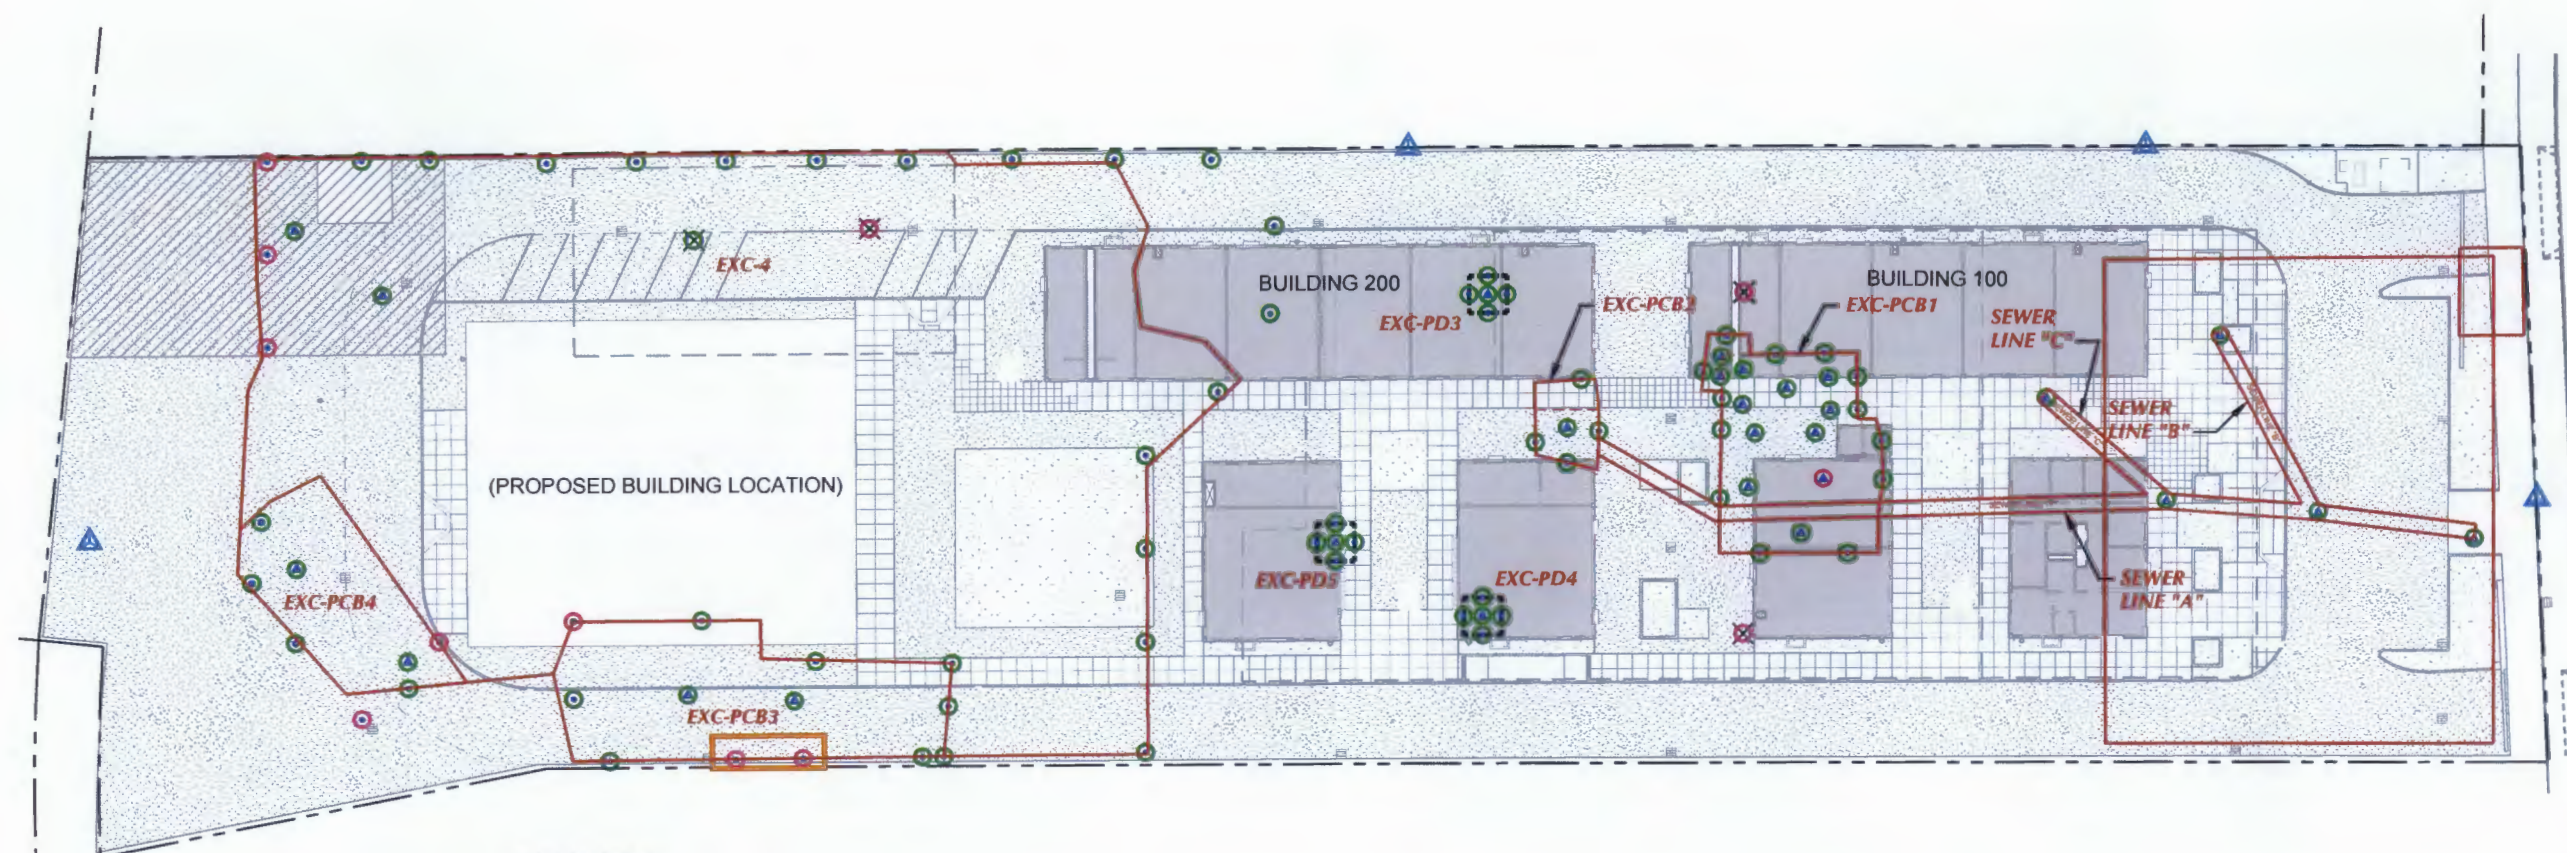 BUILDING 200
BUILDING 100
EXC-4
EXC-PD3
EXC-PCB2
EXC-PCB1
SEWER
LINE "C"
SEWER
LINE "B"
(PROPOSED BUILDING LOCATION)
EXC-PD5
EXC-PD4
SEWER
LINE "A"
EXC-PCB4
EXC-PCB3